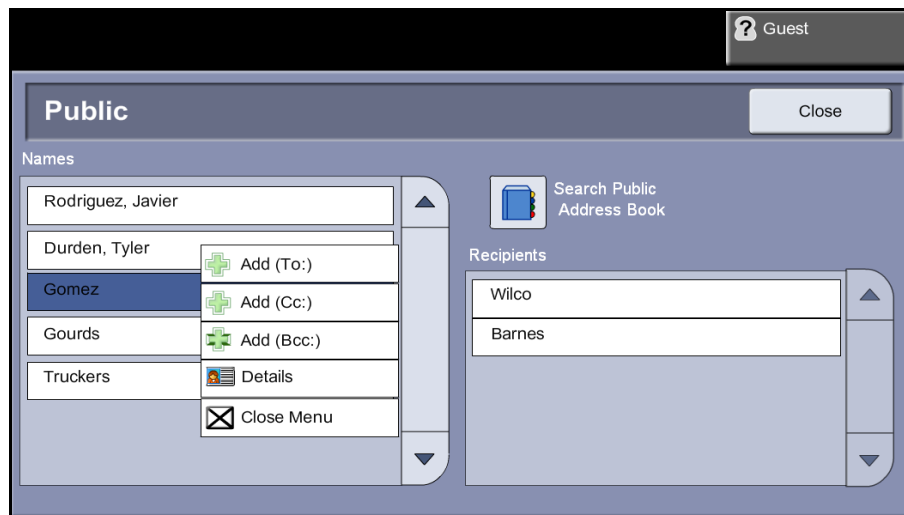 Guest
Public
Close
Names
Rodriguez, Javier
Durden, Tyler
Gomez
Gourds
Truckers
Add (To:)
Add (Cc:)
Add (Bcc:)
Details
Close Menu
Search Public
Address Book
Recipients
Wilco
Barnes